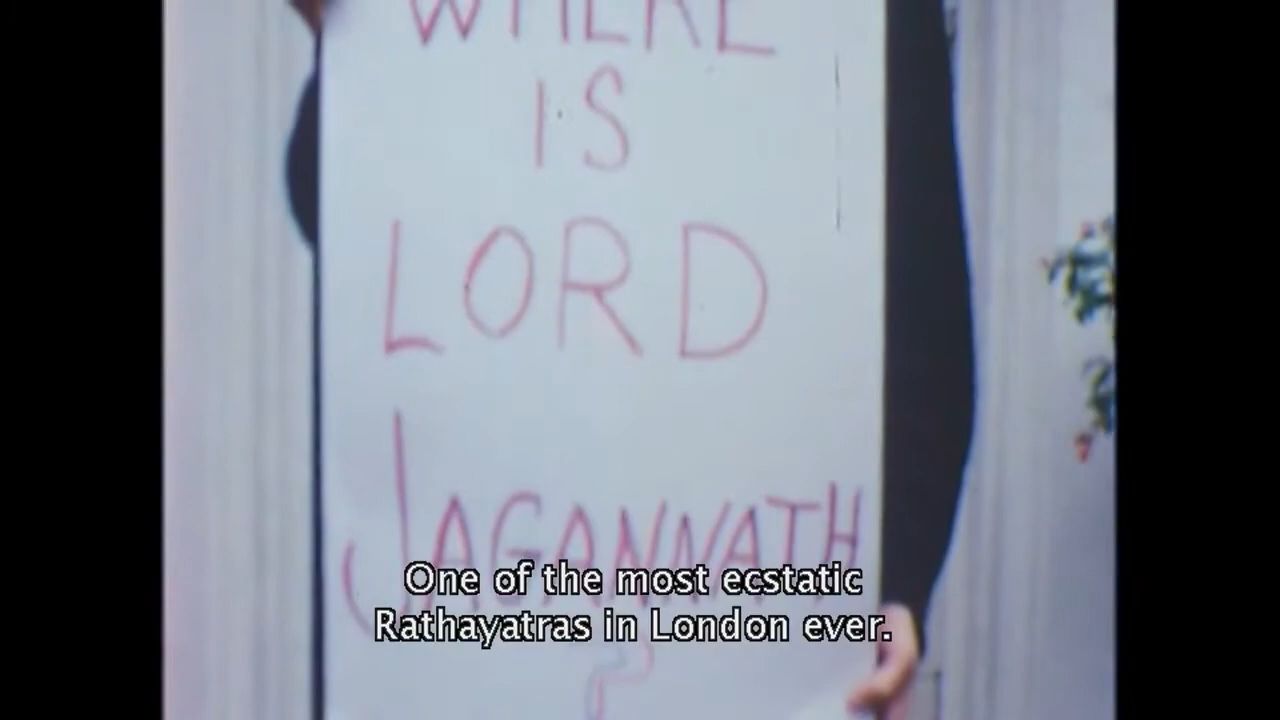 WHERE
IS
LORD
JAGANNATH
?
One of the most ecstatic
Rathayatras in London ever.